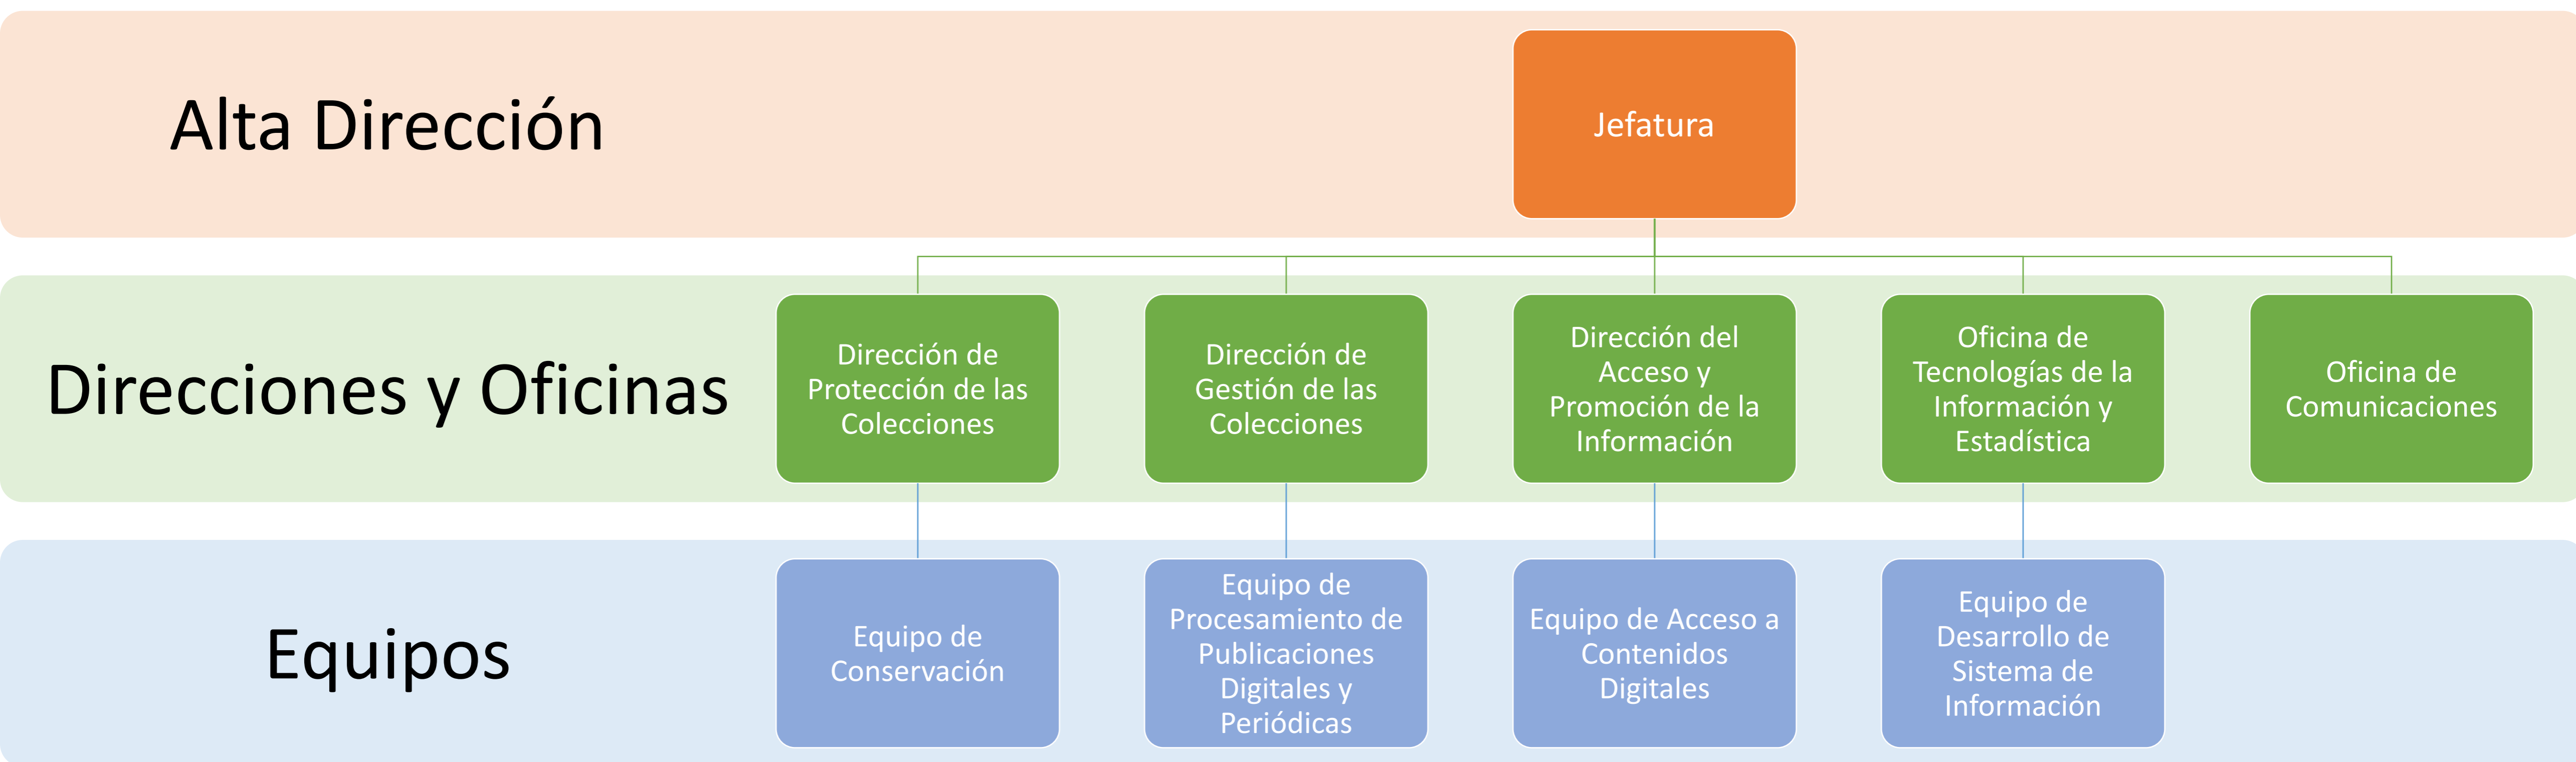 Alta Dirección
Jefatura
Direcciones y Oficinas
Dirección de
Protección de las
Colecciones
Dirección de
Gestión de las
Colecciones
Dirección del
Acceso y
Promoción de la
Información
Oficina de
Tecnologías de la
Información y
Estadística
Oficina de
Comunicaciones
Equipos
Equipo de
Conservación
Equipo de
Procesamiento de
Publicaciones
Digitales y
Periódicas
Equipo de Acceso a
Contenidos
Digitales
Equipo de
Desarrollo de
Sistema de
Información